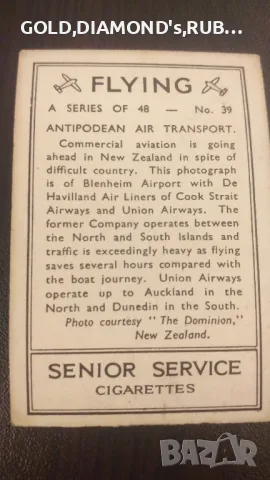 GOLD,DIAMOND's,RUB...
FLYING
A SERIES OF 48 — No. 39
ANTIPODEAN AIR TRANSPORT.
Commercial aviation is going
ahead in New Zealand in spite of
difficult country. This photograph
is of Blenheim Airport with De
Havilland Air Liners of Cook Strait
Airways and Union Airways. The
former Company operates between
the North and South Islands and
traffic is exceedingly heavy as flying
saves several hours compared with
the boat journey. Union Airways
operate up to Auckland in the
North and Dunedin in the South.
Photo courtesy "The Dominion,"
New Zealand.
SENIOR SERVICE
CIGARETTES
BAZAR